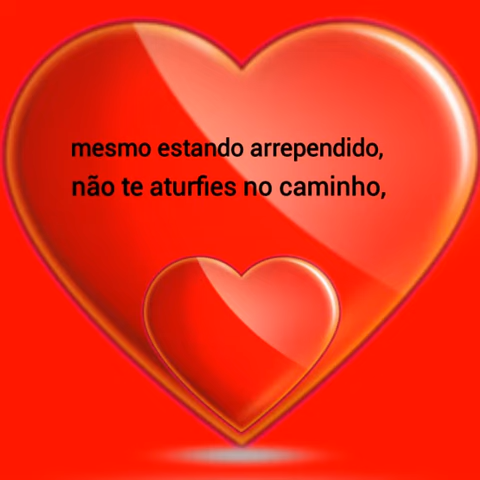 mesmo estando arrependido,
não te aturfies no caminho,